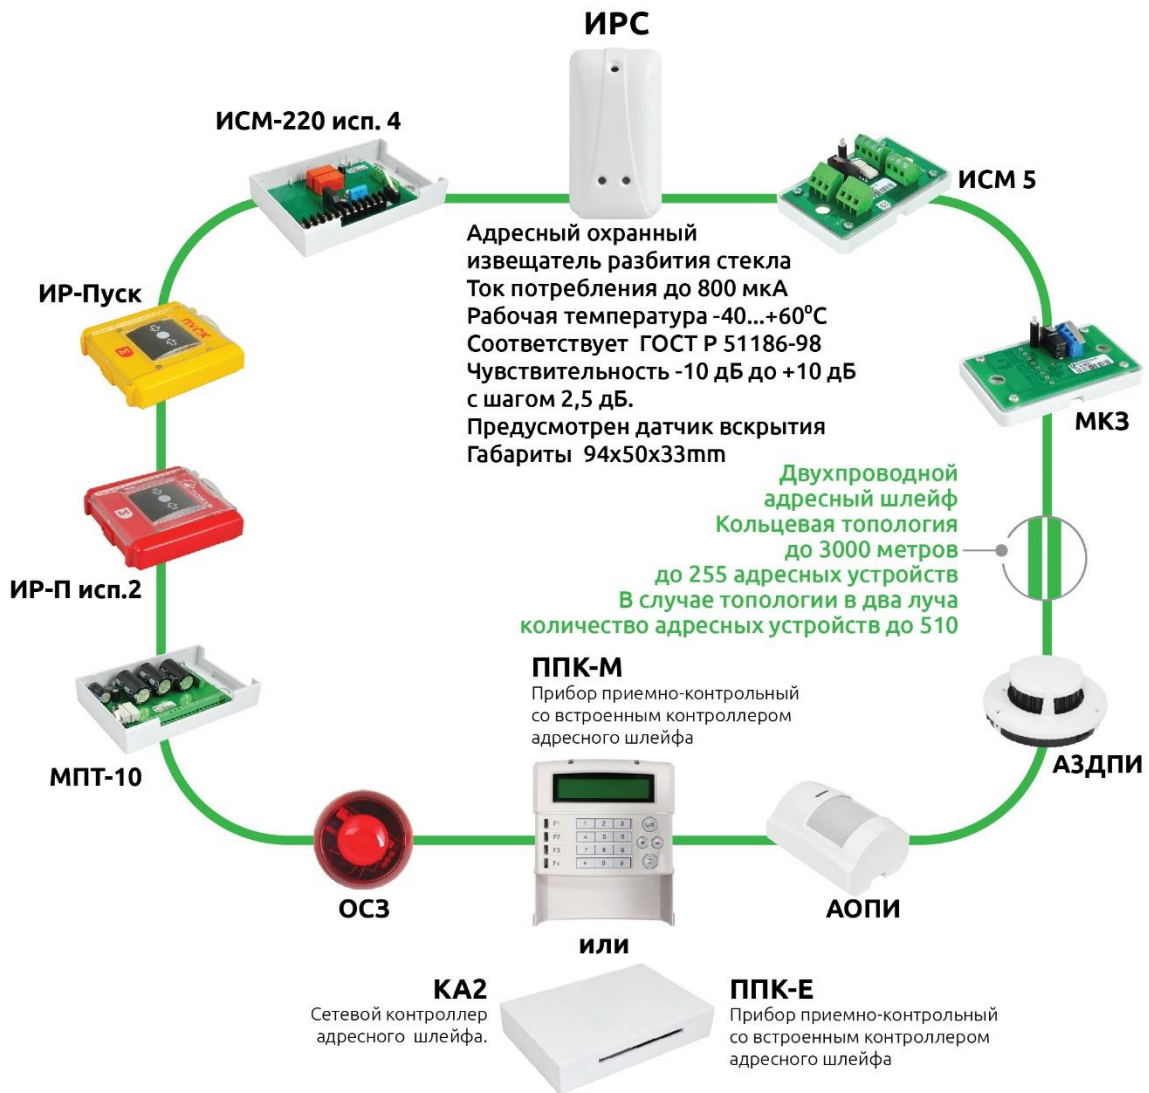 ИРС
ИСМ-220 исп. 4
ИСМ 5
Адресный охранный
извещатель разбития стекла
Ток потребления до 800 мкА
Рабочая температура -40...+60⁰С
Соответствует ГОСТ Р 51186-98
Чувствительность -10 дБ до +10 дБ
с шагом 2,5 дБ.
Предусмотрен датчик вскрытия
Габариты 94x50x33mm
ИР-Пуск
ПУСК
МКЗ
Двухпроводной
адресный шлейф
Кольцевая топология
до 3000 метров
до 255 адресных устройств
В случае топологии в два луча
количество адресных устройств до 510
ИР-П исп.2
МПТ-10
ППК-М
Прибор приемно-контрольный
со встроенным контроллером
адресного шлейфа
АЗДПИ
ОСЗ
АОПИ
или
КА2
Сетевой контроллер
адресного шлейфа.
ППК-Е
Прибор приемно-контрольный
со встроенным контроллером
адресного шлейфа